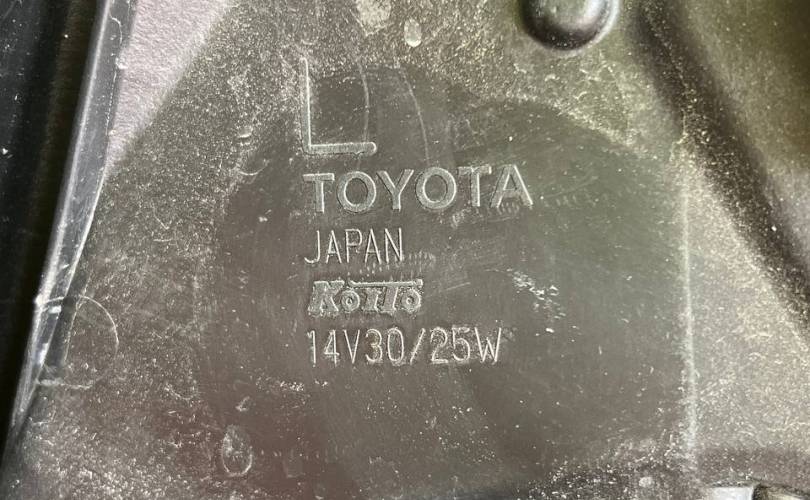 L
TOYOTA
JAPAN
KOITO
14V30/25W